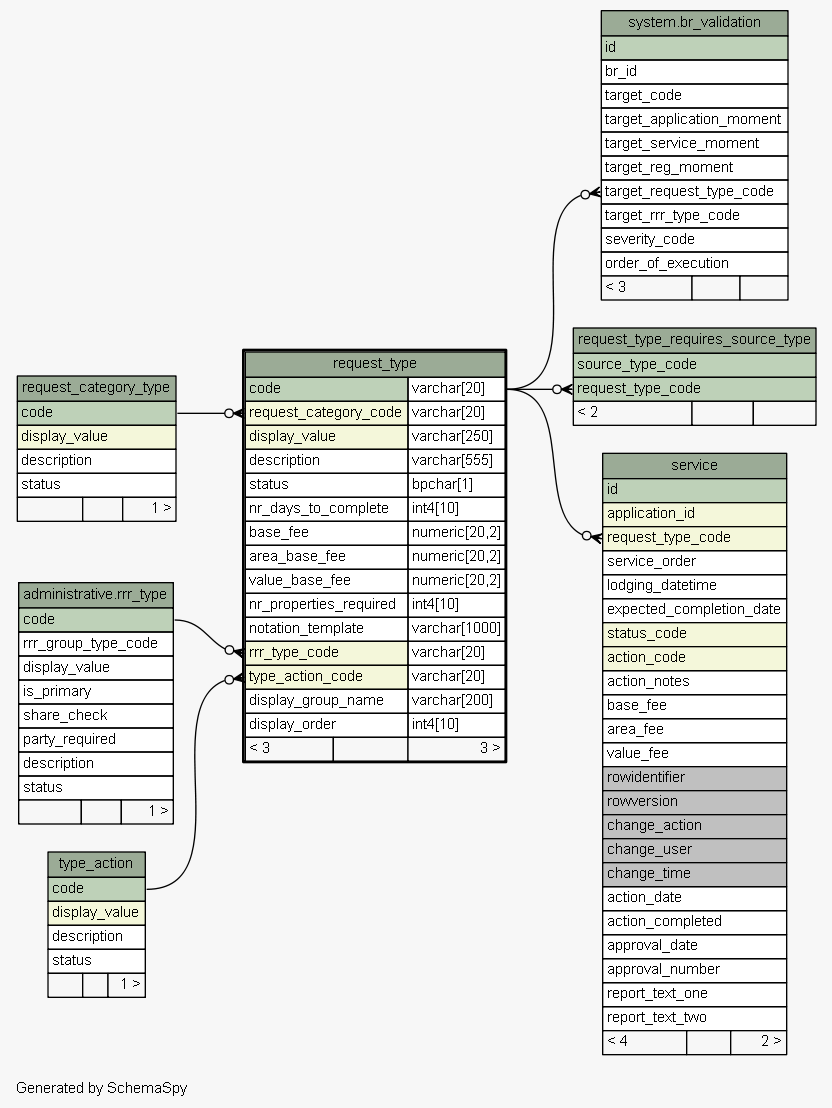 system.br_validation
id
br_id
target_code
target_application_moment
target_service_moment
target_reg_moment
target_request_type_code
target_rrr_type_code
severity_code
order_of_execution
< 3
request_type_requires_source_type
source_type_code
request_type_code
< 2
request_type
code varchar[20]
request_category_code varchar[20]
display_value varchar[250]
description varchar[555]
status bpchar[1]
nr_days_to_complete int4[10]
base_fee numeric[20,2]
area_base_fee numeric[20,2]
value_base_fee numeric[20,2]
nr_properties_required int4[10]
notation_template varchar[1000]
rrr_type_code varchar[20]
type_action_code varchar[20]
display_group_name varchar[200]
display_order int4[10]
< 3 3 >
request_category_type
code
display_value
description
status
1 >
administrative.rrr_type
code
rrr_group_type_code
display_value
is_primary
share_check
party_required
description
status
1 >
type_action
code
display_value
description
status
1 >
service
id
application_id
request_type_code
service_order
lodging_datetime
expected_completion_date
status_code
action_code
action_notes
base_fee
area_fee
value_fee
rowidentifier
rowversion
change_action
change_user
change_time
action_date
action_completed
approval_date
approval_number
report_text_one
report_text_two
< 4 2 >
Generated by SchemaSpy